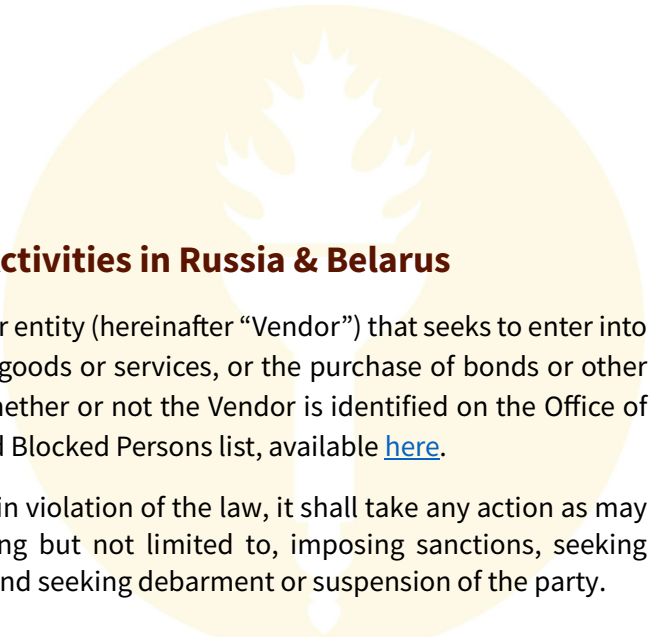 ctivities in Russia & Belarus
r entity (hereinafter “Vendor”) that seeks to enter into
goods or services, or the purchase of bonds or other
hether or not the Vendor is identified on the Office of
d Blocked Persons list, available here.
in violation of the law, it shall take any action as may
ng but not limited to, imposing sanctions, seeking
nd seeking debarment or suspension of the party.